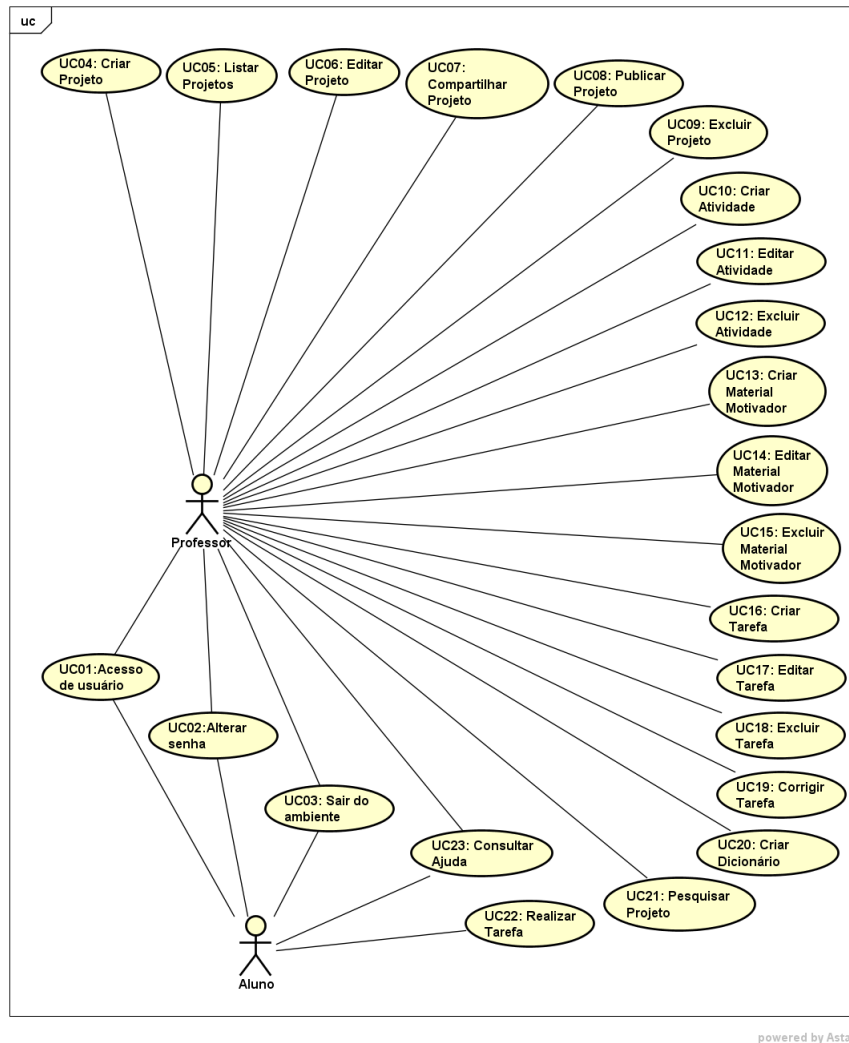 uc
UC04: Criar
Projeto
UC05: Listar
Projetos
UC06: Editar
Projeto
UC07:
Compartilhar
Projeto
UC08: Publicar
Projeto
UC09: Excluir
Projeto
UC10: Criar
Atividade
UC11: Editar
Atividade
UC12: Excluir
Atividade
UC13: Criar
Material
Motivador
UC14: Editar
Material
Motivador
UC15: Excluir
Material
Motivador
Professor
UC16: Criar
Tarefa
UC17: Editar
Tarefa
UC18: Excluir
Tarefa
UC19: Corrigir
Tarefa
UC20: Criar
Dicionário
UC21: Pesquisar
Projeto
UC01:Acesso
de usuário
UC02:Alterar
senha
UC03: Sair do
ambiente
UC23: Consultar
Ajuda
UC22: Realizar
Tarefa
Aluno
powered by Asta